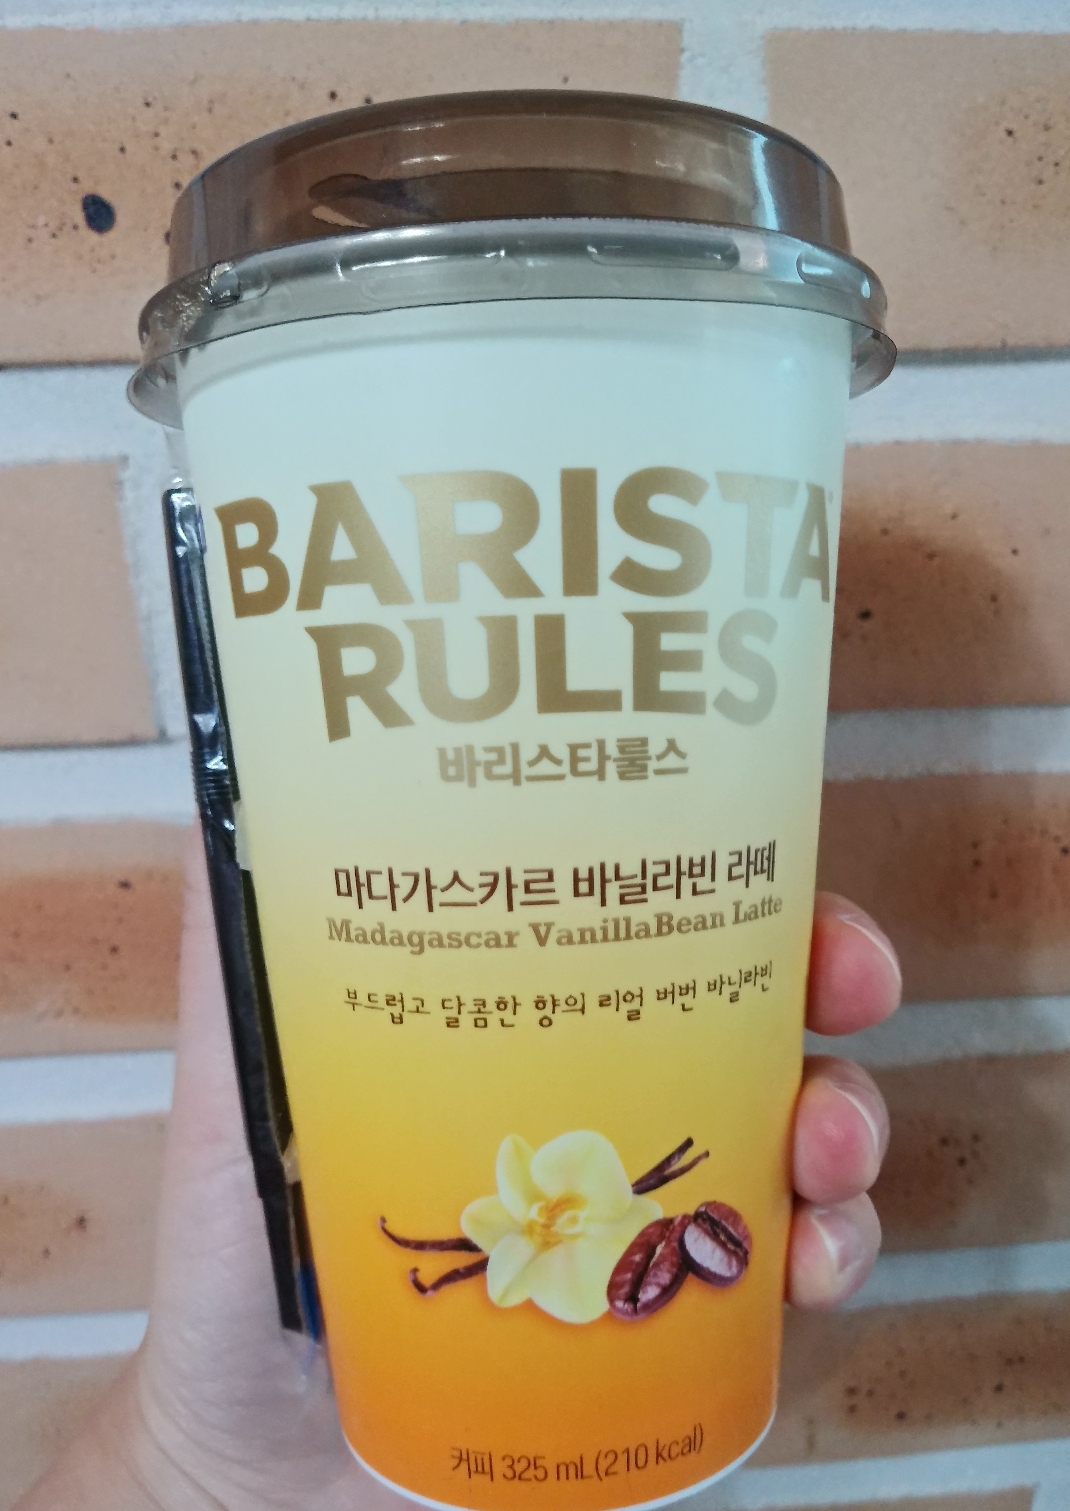 BARISTA
RULES
바리스타룰스
마다가스카르 바닐라빈 라떼
Madagascar VanillaBean Latte
부드럽고 달콤한 향의 리얼 버번 바닐라빈
커피 325 mL(210 kcal)